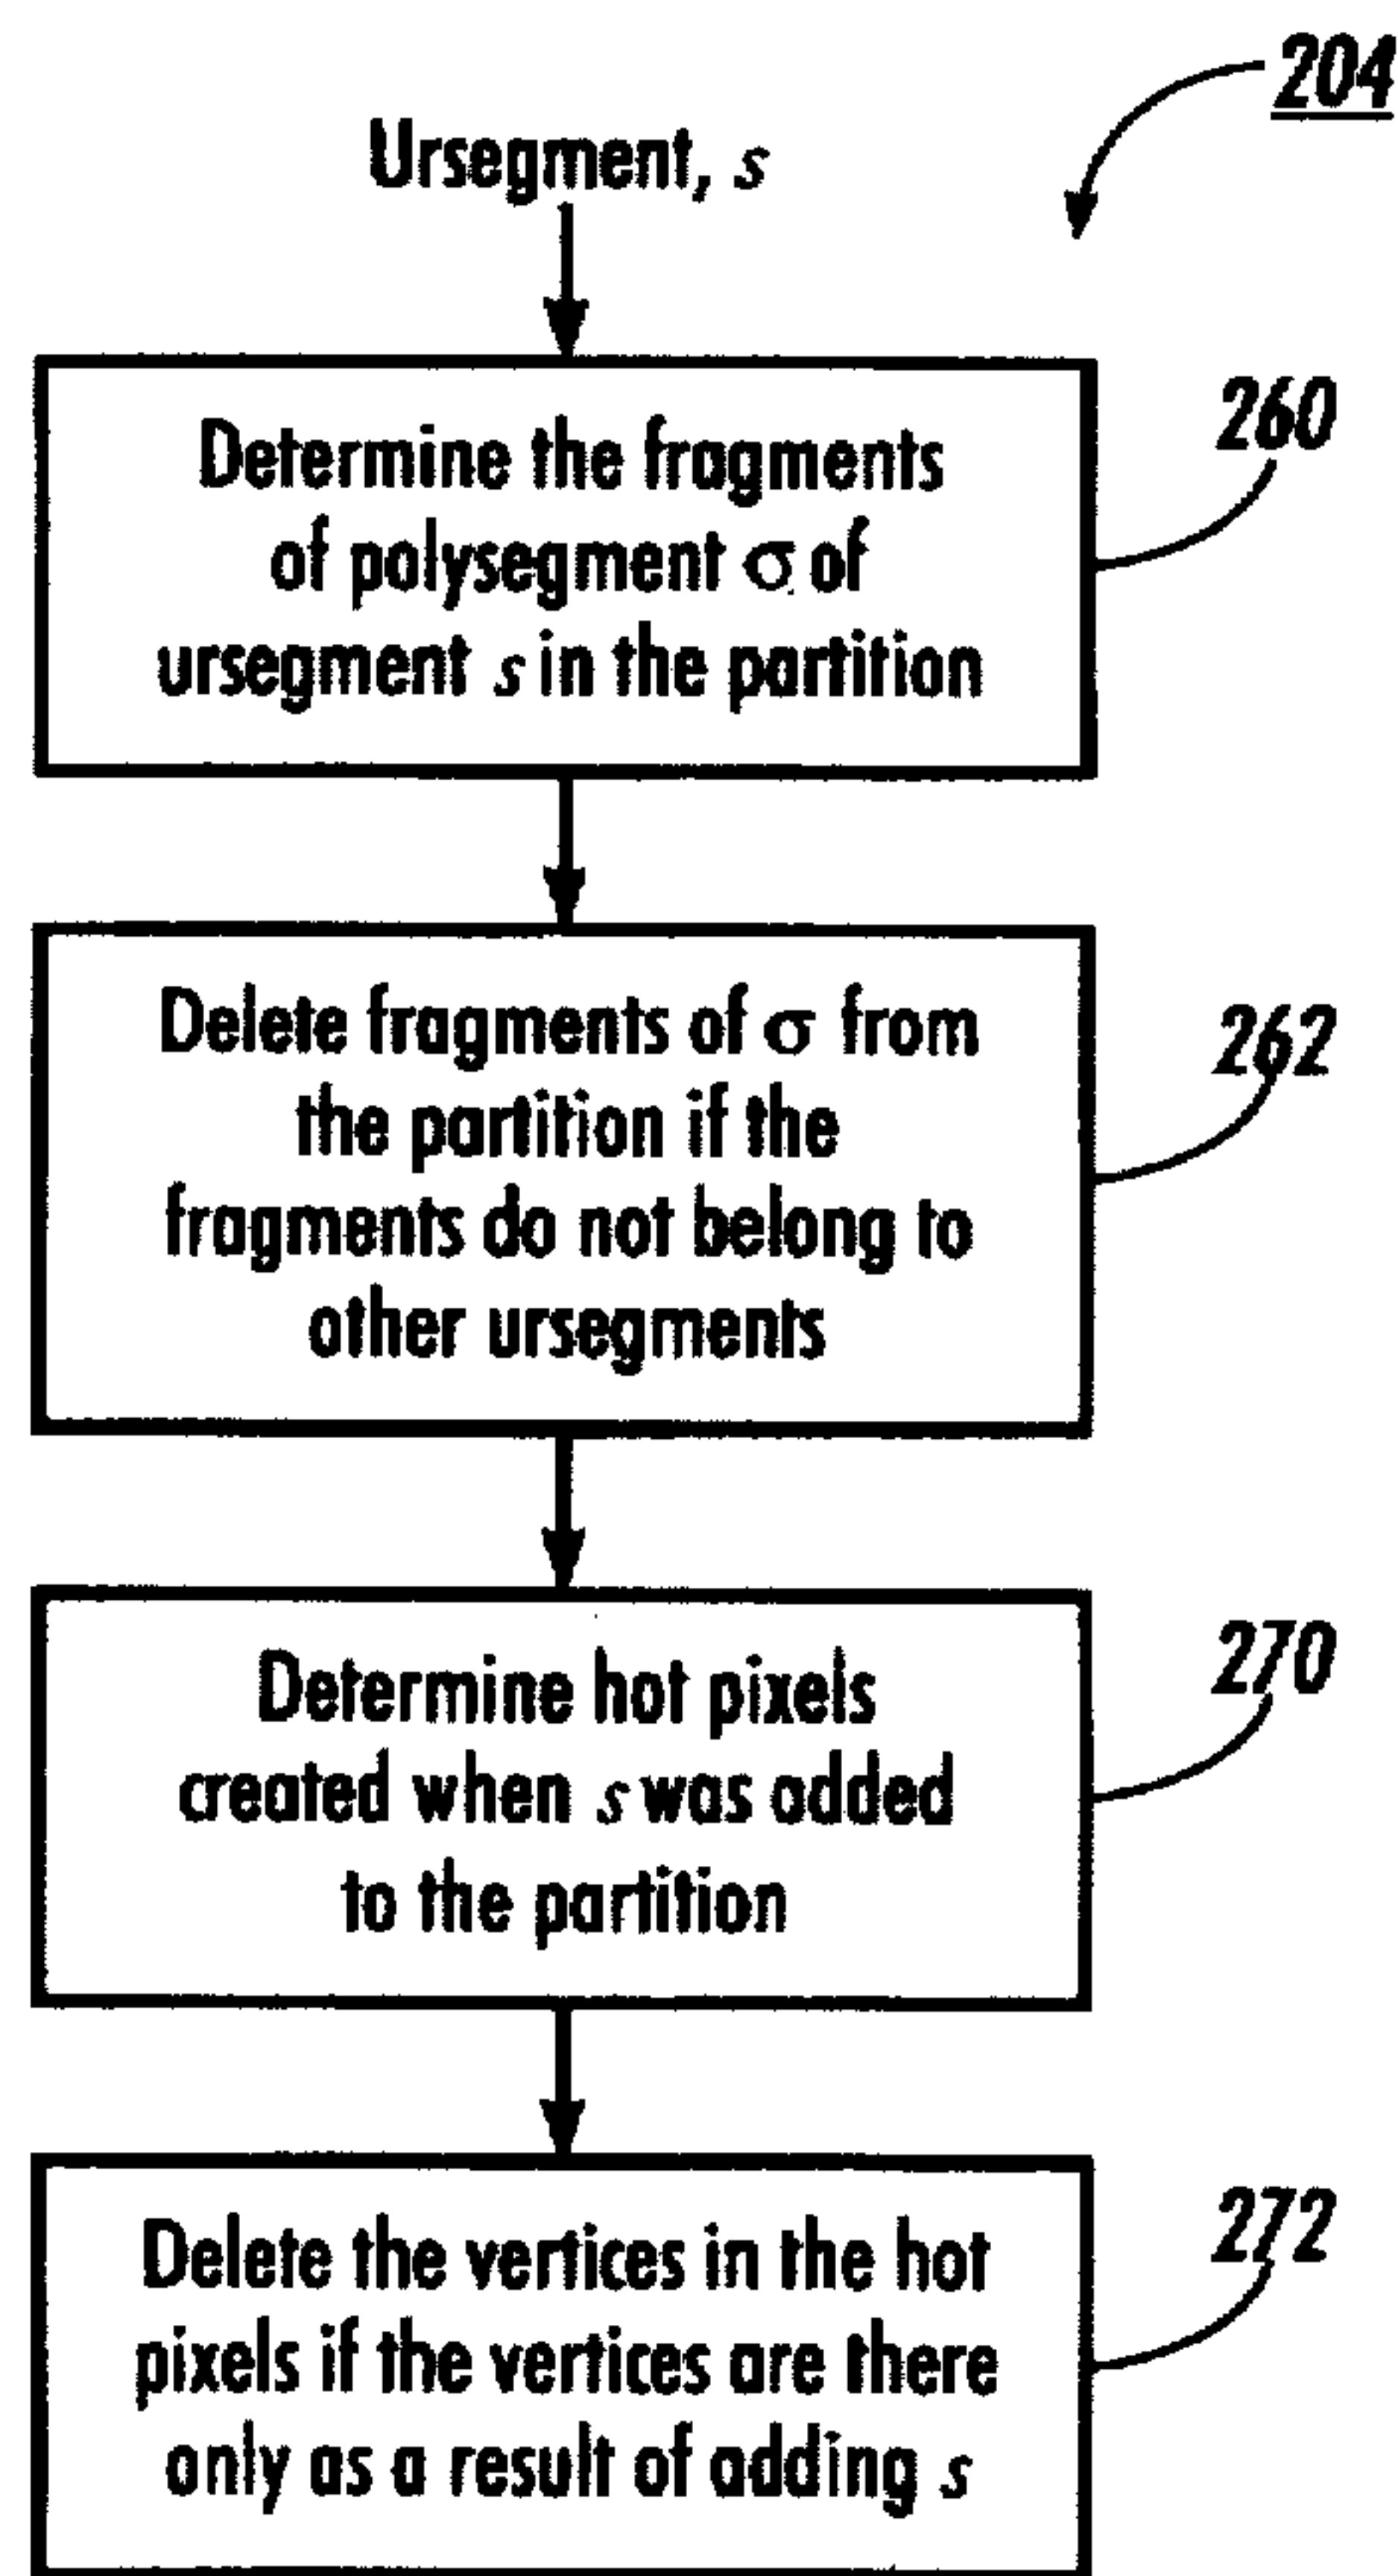 204
Ursegment, s
Determine the fragments
of polysegment σ of
ursegment s in the partition
260
Delete fragments of σ from
the partition if the
fragments do not belong to
other ursegments
262
Determine hot pixels
created when s was added
to the partition
270
Delete the vertices in the hot
pixels if the vertices are there
only as a result of adding s
272